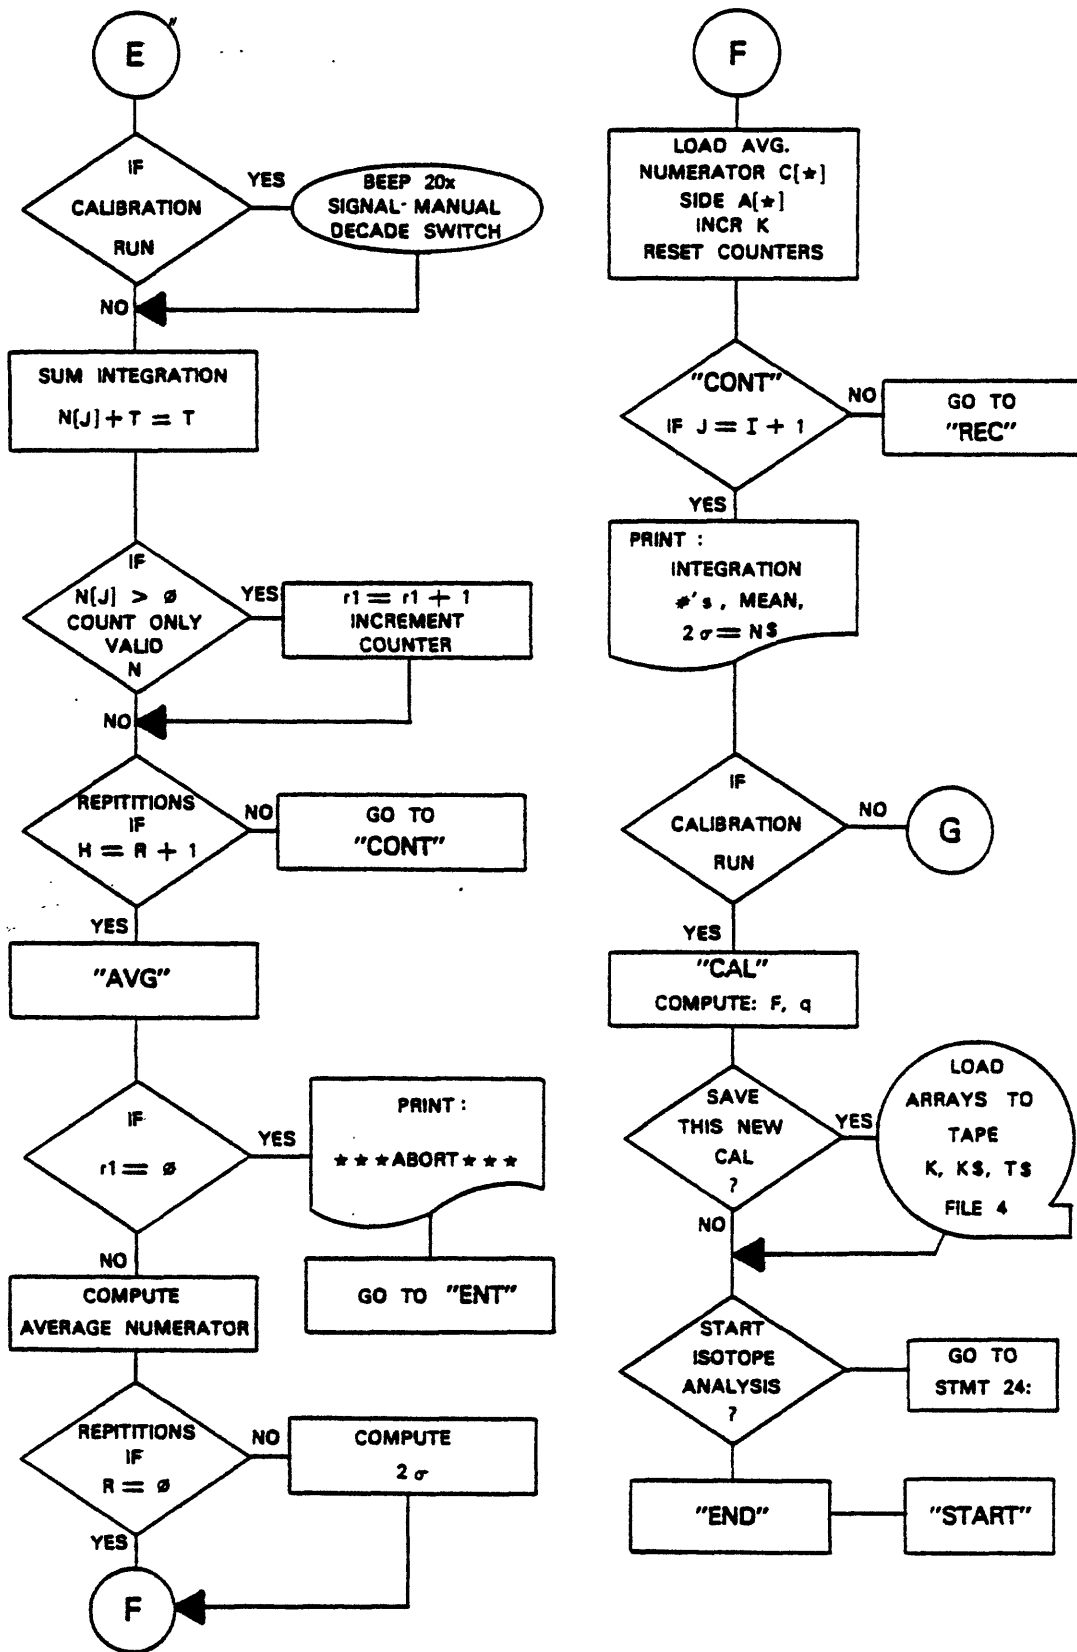 E
IF
CALIBRATION
RUN
YES
BEEP 20x
SIGNAL-MANUAL
DECADE SWITCH
NO
SUM INTEGRATION
N[J] + T = T
IF
N[J] > ø
COUNT ONLY
VALID
N
YES
r1 = r1 + 1
INCREMENT
COUNTER
NO
REPITITIONS
IF
H = R + 1
NO
GO TO
"CONT"
YES
"AVG"
IF
r1 = ø
YES
PRINT :
★★★ABORT★★★
GO TO "ENT"
NO
COMPUTE
AVERAGE NUMERATOR
REPITITIONS
IF
R = ø
NO
COMPUTE
2 σ
YES
F
F
LOAD AVG.
NUMERATOR C[★]
SIDE A[★]
INCR K
RESET COUNTERS
"CONT"
IF J = I + 1
NO
GO TO
"REC"
YES
PRINT :
INTEGRATION
#'s , MEAN,
2 σ = N$
IF
CALIBRATION
RUN
NO
G
YES
"CAL"
COMPUTE: F, q
SAVE
THIS NEW
CAL
?
YES
LOAD
ARRAYS TO
TAPE
K, K$, T$
FILE 4
NO
START
ISOTOPE
ANALYSIS
?
GO TO
STMT 24:
"END"
"START"